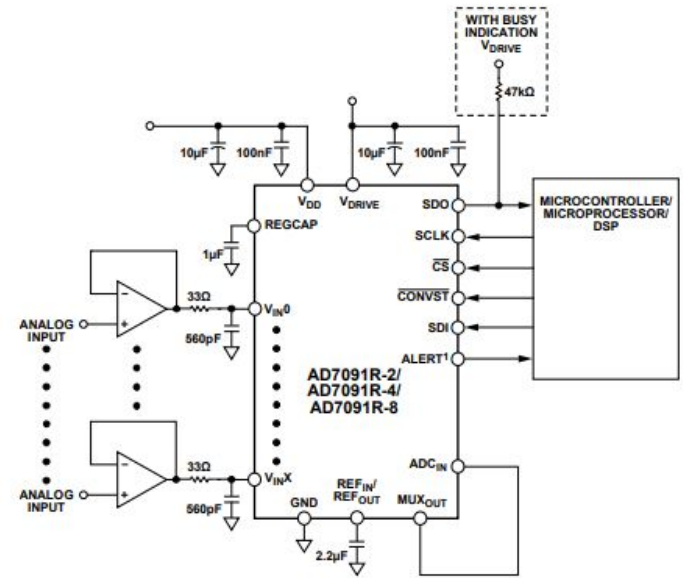 WITH BUSY
INDICATION
VDRIVE
47kΩ
10µF
100nF
10µF
100nF
VDD
VDRIVE
SDO
MICROCONTROLLER/
MICROPROCESSOR/
DSP
REGCAP
SCLK
1µF
CS
33Ω
VIN0
CONVST
ANALOG
INPUT
560pF
SDI
ALERT1
AD7091R-2/
AD7091R-4/
AD7091R-8
33Ω
VINX
ADCIN
ANALOG
INPUT
560pF
GND
REFIN/
REFOUT
MUXOUT
2.2µF